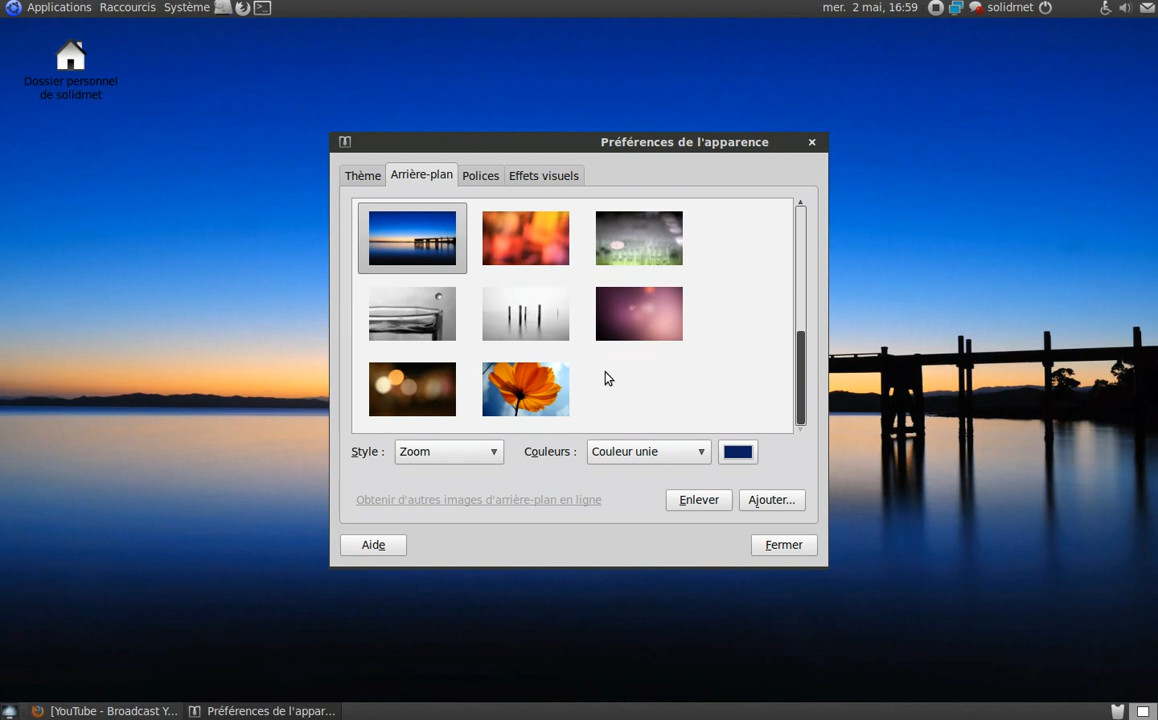 Applications Raccourcis Système
mer. 2 mai, 16:59 solidrnet
Dossier personnel
de solidrnet
Préférences de l'apparence
Thème Arrière-plan Polices Effets visuels
Style : Zoom Couleurs : Couleur unie
Obtenir d'autres images d'arrière-plan en ligne Enlever Ajouter...
Aide Fermer
[YouTube - Broadcast Y... Préférences de l'appar...